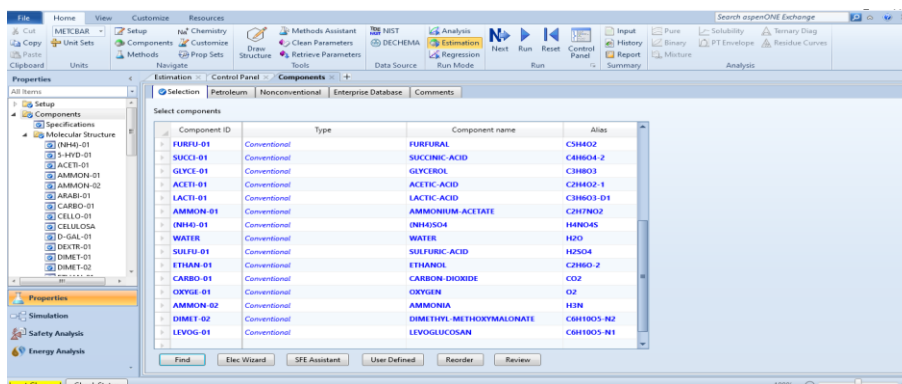 File Home View Customize Resources Search aspenONE Exchange
Cut METCBAR Setup Na+ Chemistry Methods Assistant NIST Analysis Input Pure Solubility Ternary Diag
Copy Unit Sets Components Customize Draw Structure Clean Parameters DECHEMA Estimation Next Run Reset Control Panel History Binary PT Envelope Residue Curves
Paste Methods Prop Sets Retrieve Parameters Regression Report Mixture
Clipboard Units Navigate Tools Data Source Run Mode Run Summary Analysis
Properties
All Items
Setup
Components
Specifications
Molecular Structure
(NH4)-01
5-HYD-01
ACETI-01
AMMON-01
AMMON-02
ARABI-01
CARBO-01
CELLO-01
CELULOSA
D-GAL-01
DEXTR-01
DIMET-01
DIMET-02
Properties
Simulation
Safety Analysis
Energy Analysis
Estimation Control Panel Components +
Selection Petroleum Nonconventional Enterprise Database Comments
Select components
Component ID Type Component name Alias
FURFU-01 Conventional FURFURAL C5H4O2
SUCCI-01 Conventional SUCCINIC-ACID C4H6O4-2
GLYCE-01 Conventional GLYCEROL C3H8O3
ACETI-01 Conventional ACETIC-ACID C2H4O2-1
LACTI-01 Conventional LACTIC-ACID C3H6O3-D1
AMMON-01 Conventional AMMONIUM-ACETATE C2H7NO2
(NH4)-01 Conventional (NH4)SO4 H4NO4S
WATER Conventional WATER H2O
SULFU-01 Conventional SULFURIC-ACID H2SO4
ETHAN-01 Conventional ETHANOL C2H6O-2
CARBO-01 Conventional CARBON-DIOXIDE CO2
OXYGE-01 Conventional OXYGEN O2
AMMON-02 Conventional AMMONIA H3N
DIMET-02 Conventional DIMETHYL-METHOXYMALONATE C6H10O5-N2
LEVOG-01 Conventional LEVOGLUCOSAN C6H10O5-N1
Find Elec Wizard SFE Assistant User Defined Reorder Review